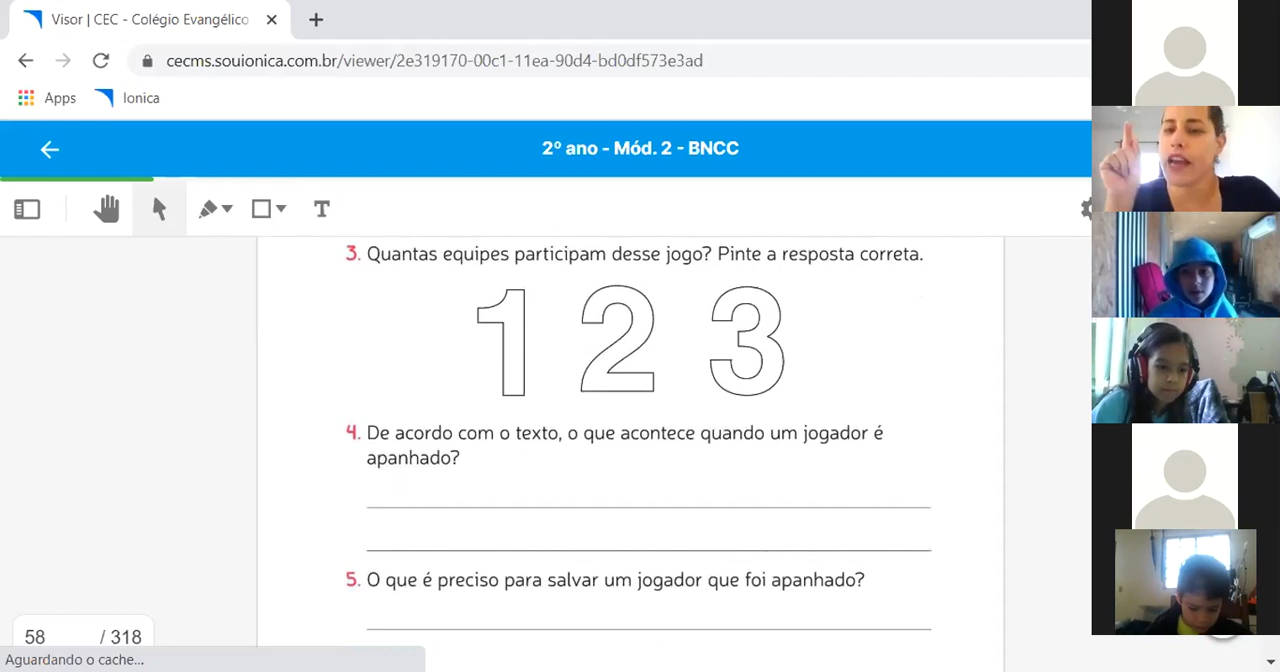 Visor | CEC - Colégio Evangélico
cecms.souionica.com.br/viewer/2e319170-00c1-11ea-90d4-bd0df573e3ad
Apps Ionica
2º ano - Mód. 2 - BNCC
T
3. Quantas equipes participam desse jogo? Pinte a resposta correta.
1 2 3
4. De acordo com o texto, o que acontece quando um jogador é
apanhado?
5. O que é preciso para salvar um jogador que foi apanhado?
58 / 318
Aguardando o cache...